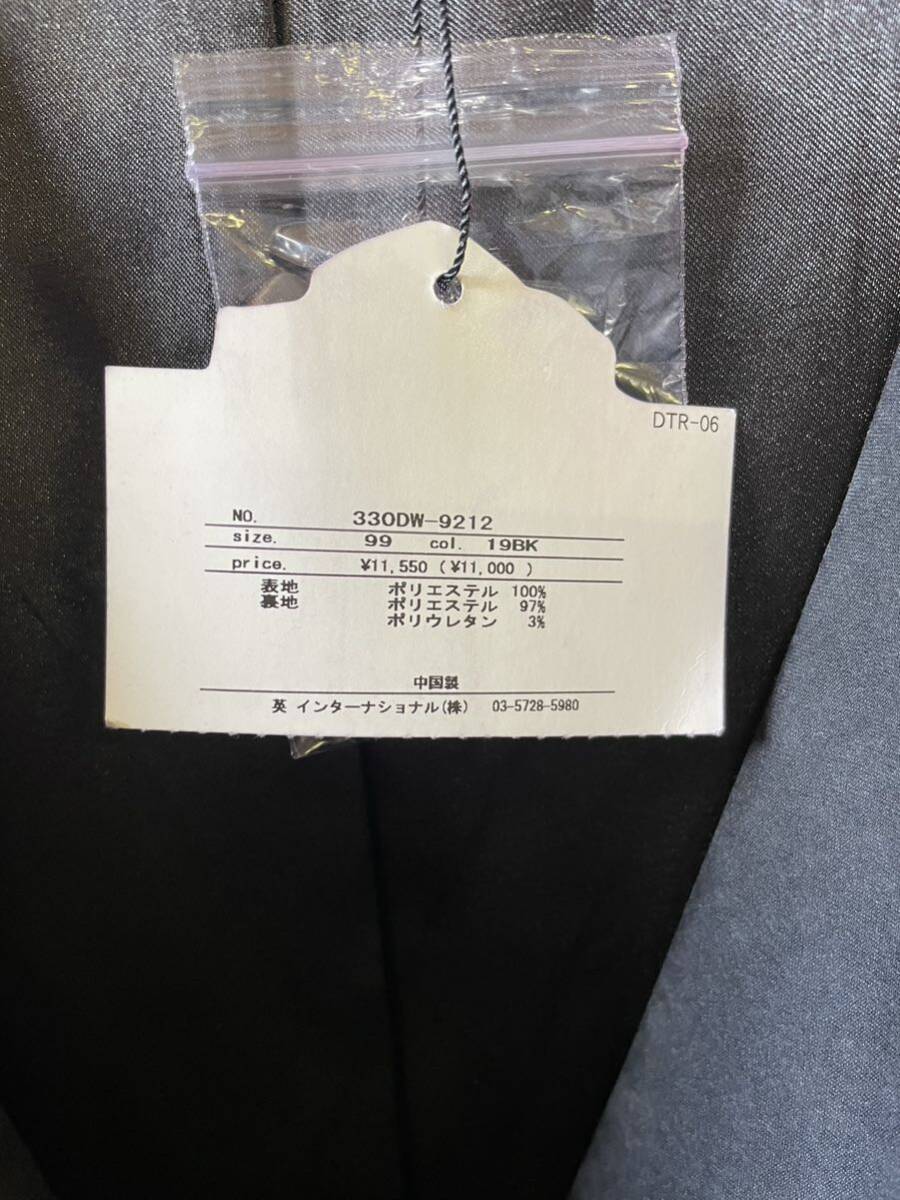 DTR-06
NO. 330DW-9212
size. 99 col. 19BK
price. ¥11,550 (¥11,000 )
表地 ポリエステル 100%
裏地 ポリエステル 97%
ポリウレタン 3%
中国製
英 インターナショナル(株) 03-5728-5980